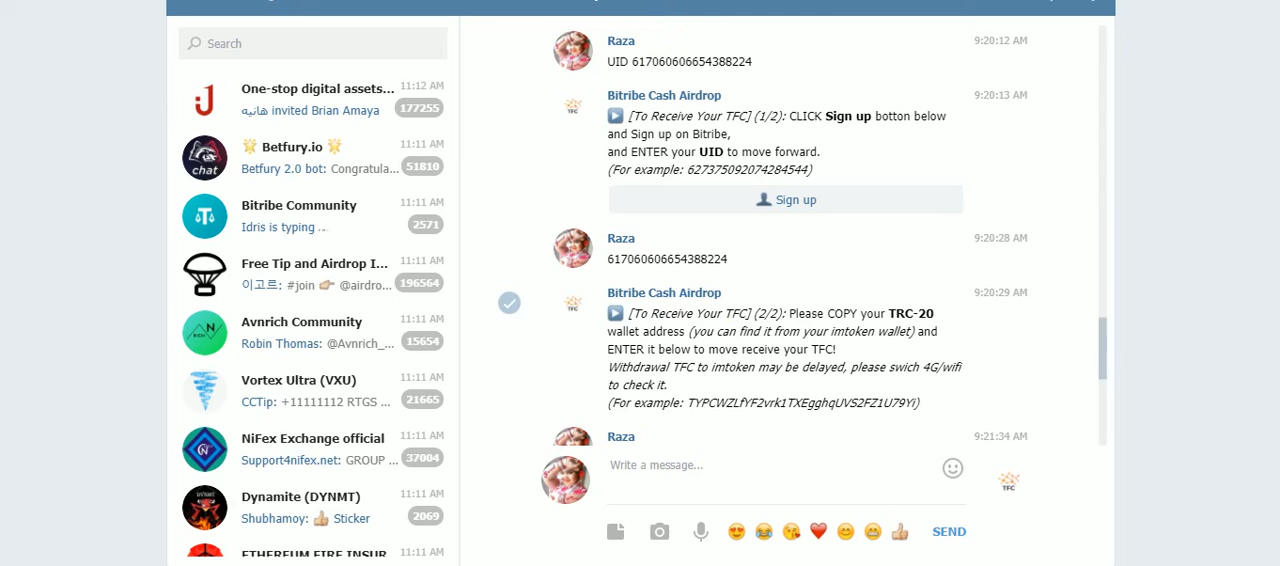 Search
One-stop digital assets... 11:12 AM
هانیه invited Brian Amaya 177255
Betfury.io 11:11 AM
Betfury 2.0 bot: Congratula... 51810
chat
Bitribe Community 11:11 AM
Idris is typing ... 2571
Free Tip and Airdrop I... 11:11 AM
이고르: #join 👉🏼 @airdro... 196564
Avnrich Community 11:11 AM
Robin Thomas: @Avnrich_... 15654
Vortex Ultra (VXU) 11:11 AM
CCTip: +11111112 RTGS ... 21665
NiFex Exchange official 11:11 AM
Support4nifex.net: GROUP ... 37004
Dynamite (DYNMT) 11:11 AM
Shubhamoy: 👍🏼 Sticker 2069
ETHEREUM FIRE INSUR 11:11 AM
Raza 9:20:12 AM
UID 617060606654388224
Bitribe Cash Airdrop 9:20:13 AM
TFC
[To Receive Your TFC] (1/2): CLICK Sign up botton below
and Sign up on Bitribe,
and ENTER your UID to move forward.
(For example: 627375092074284544)
Sign up
Raza 9:20:28 AM
617060606654388224
Bitribe Cash Airdrop 9:20:29 AM
TFC
[To Receive Your TFC] (2/2): Please COPY your TRC-20
wallet address (you can find it from your imtoken wallet) and
ENTER it below to move receive your TFC!
Withdrawal TFC to imtoken may be delayed, please swich 4G/wifi
to check it.
(For example: TYPCWZLfYF2vrk1TXEgghqUVS2FZ1U79Yi)
Raza 9:21:34 AM
Write a message...
TFC
SEND